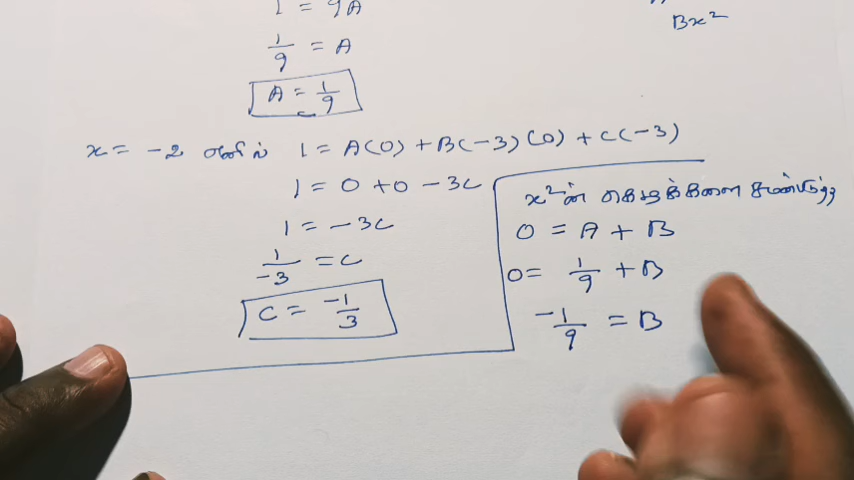 1 = 9A
1/9 = A
A = 1/9
Bx²
x = -2 எனில் 1 = A(0) + B(-3)(0) + C(-3)
1 = 0 + 0 - 3C
1 = -3C
1/-3 = C
C = -1/3
x²ன் கெழுக்களை சமன்படுத்த
0 = A + B
0 = 1/9 + B
-1/9 = B